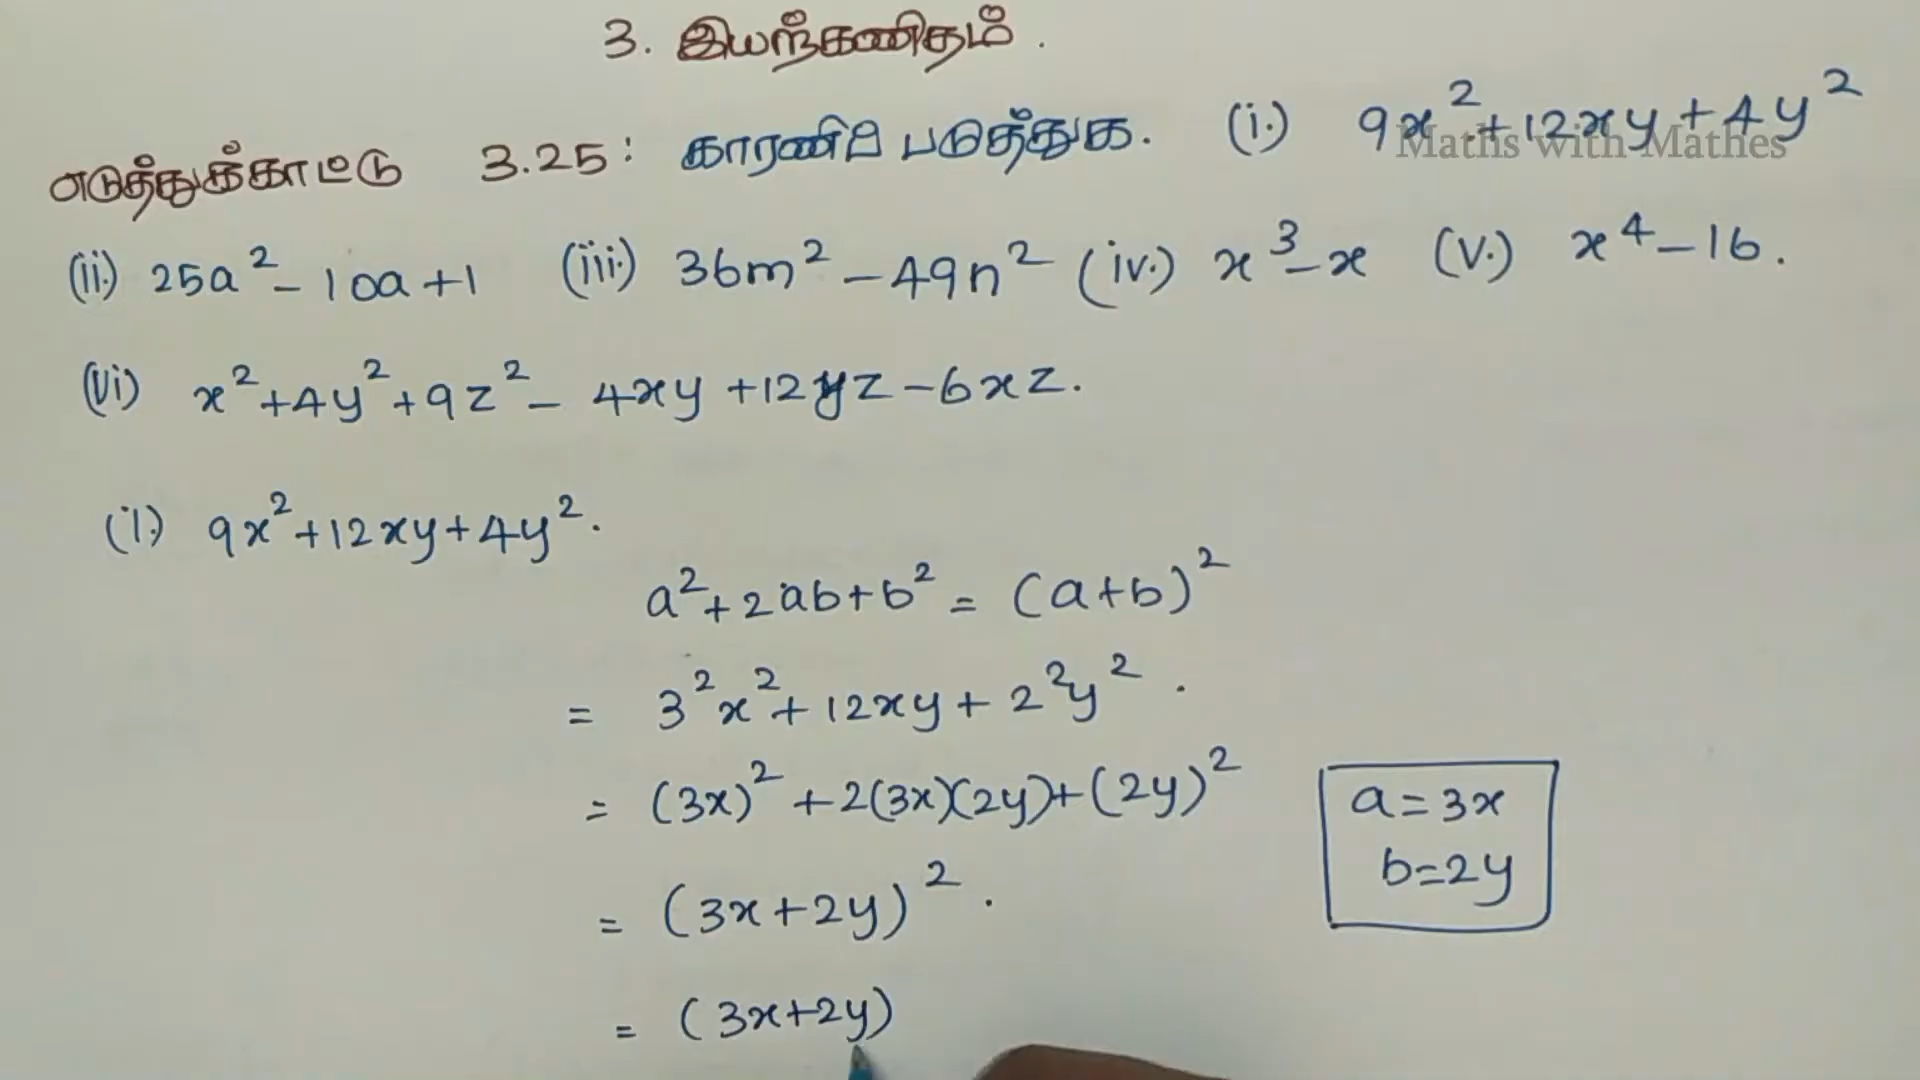 3. இயற்கணிதம்.
எடுத்துக்காட்டு 3.25: காரணிப் படுத்துக. (i.) 9x²+12xy+4y²
Maths with Mathes
(ii) 25a²-10a+1 (iii.) 36m²-49n² (iv.) x³-x (v.) x⁴-16.
(vi) x²+4y²+9z²-4xy+12yz-6xz.
(i.) 9x²+12xy+4y².
a²+2ab+b² = (a+b)²
= 3²x²+12xy+2²y².
= (3x)²+2(3x)(2y)+(2y)²
a=3x
b=2y
= (3x+2y)².
= (3x+2y)